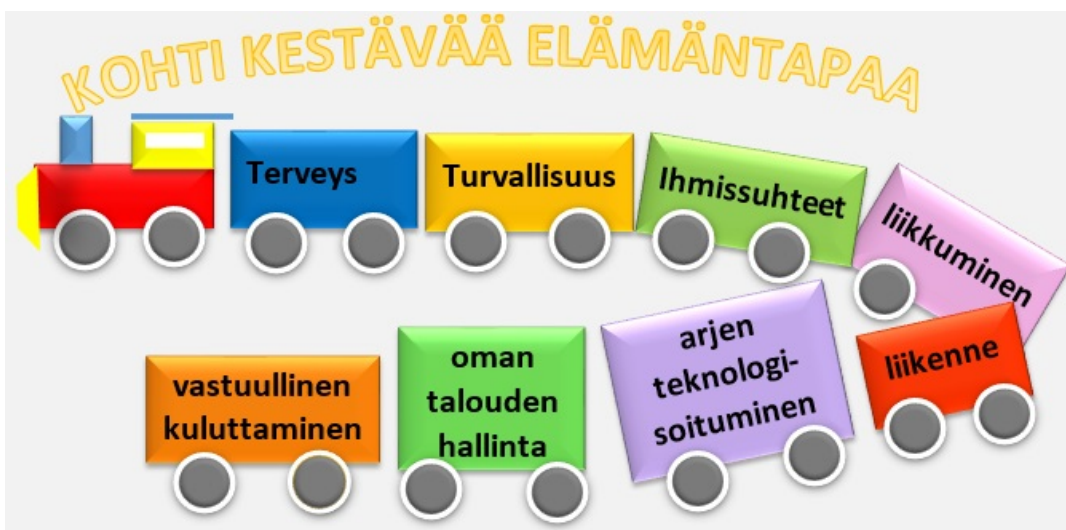 KOHTI KESTÄVÄÄ ELÄMÄNTAPAA
Terveys
Turvallisuus
Ihmissuhteet
liikkuminen
liikenne
arjen
teknologi-
soituminen
oman
talouden
hallinta
vastuullinen
kuluttaminen